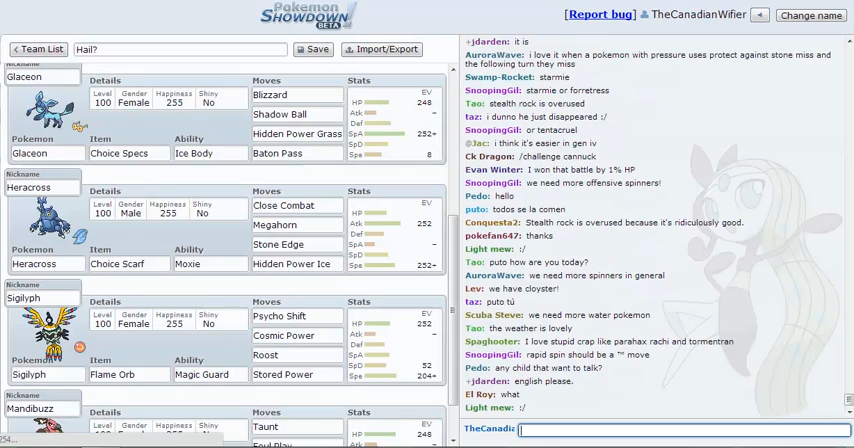 Pokemon
SHOWDOWN!
BETA
[Report bug]
TheCanadianWifier
Change name
Team List
Hail?
Save
Import/Export
Nickname
Glaceon
Details
Level Gender Happiness Shiny
100 Female 255 No
Pokemon
Glaceon
Item
Choice Specs
Ability
Ice Body
Moves
Blizzard
Shadow Ball
Hidden Power Grass
Baton Pass
Stats
EV
HP 248
Atk –
Def
SpA 252+
SpD
Spe 8
Nickname
Heracross
Details
Level Gender Happiness Shiny
100 Male 255 No
Pokemon
Heracross
Item
Choice Scarf
Ability
Moxie
Moves
Close Combat
Megahorn
Stone Edge
Hidden Power Ice
Stats
EV
HP
Atk 252
Def
SpA –
SpD
Spe 252+
Nickname
Sigilyph
Details
Level Gender Happiness Shiny
100 Female 255 No
Pokemon
Sigilyph
Item
Flame Orb
Ability
Magic Guard
Moves
Psycho Shift
Cosmic Power
Roost
Stored Power
Stats
EV
HP 252
Atk –
Def
SpA
SpD 52
Spe 204+
Nickname
Mandibuzz
Details
Level Gender Happiness Shiny
100 Female 255 No
Moves
Taunt
Foul Play
Stats
EV
HP 248
Atk –
254...
+jdarden: it is
AuroraWave: i love it when a pokemon with pressure uses protect against stone miss and
the following turn they miss
Swamp-Rocket: starmie
SnoopingGil: starmie or forretress
Tao: stealth rock is overused
taz: i dunno he just disappeared :/
SnoopingGil: or tentacruel
@Jac: i think it's easier in gen iv
Ck Dragon: /challenge cannuck
Evan Winter: I won that battle by 1% HP
SnoopingGil: we need more offensive spinners!
Pedo: hello
puto: todos se la comen
Conquesta2: Stealth rock is overused because it's ridiculously good.
pokefan647: thanks
Light mew: :/
Tao: puto how are you today?
AuroraWave: we need more spinners in general
Lev: we have cloyster!
taz: puto tú
Scuba Steve: we need more water pokemon
Tao: the weather is lovely
Spaghooter: I love stupid crap like parahax rachi and tormentran
SnoopingGil: rapid spin should be a ™ move
Pedo: any child that want to talk?
+jdarden: english please.
El Roy: what
Light mew: :/
TheCanadia